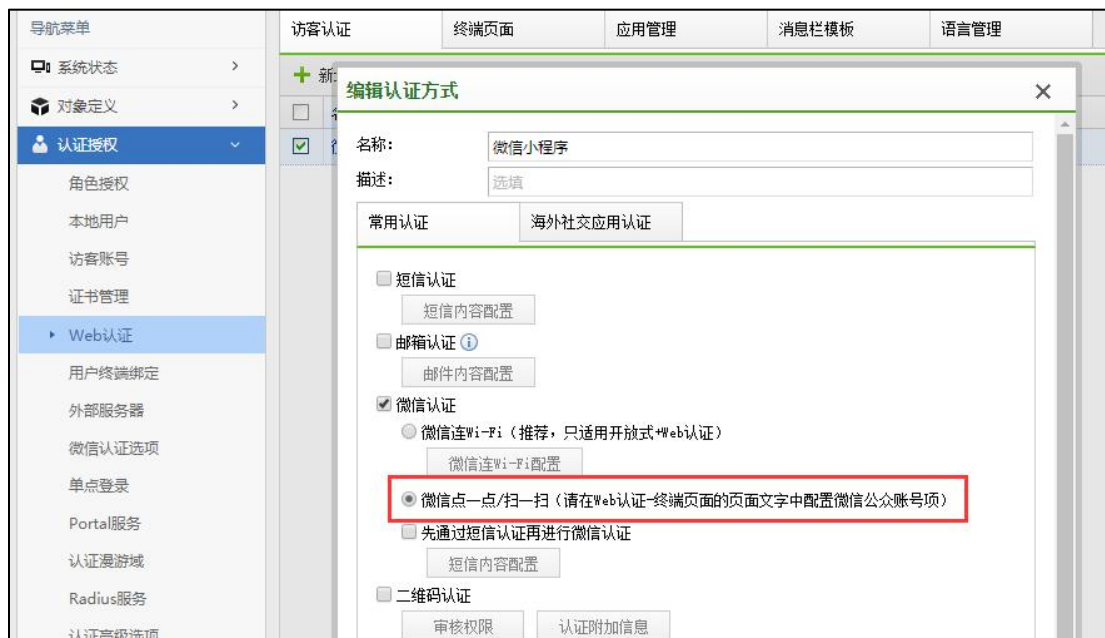 导航菜单
访客认证
终端页面
应用管理
消息栏模板
语言管理
系统状态
对象定义
认证授权
角色授权
本地用户
访客账号
证书管理
Web认证
用户终端绑定
外部服务器
微信认证选项
单点登录
Portal服务
认证漫游域
Radius服务
认证高级选项
新
编辑认证方式
名称： 微信小程序
描述： 选填
常用认证
海外社交应用认证
短信认证
短信内容配置
邮箱认证
邮件内容配置
微信认证
微信连Wi-Fi（推荐，只适用开放式+Web认证）
微信连Wi-Fi配置
微信点一点/扫一扫（请在Web认证-终端页面的页面文字中配置微信公众账号项）
先通过短信认证再进行微信认证
短信内容配置
二维码认证
审核权限
认证附加信息